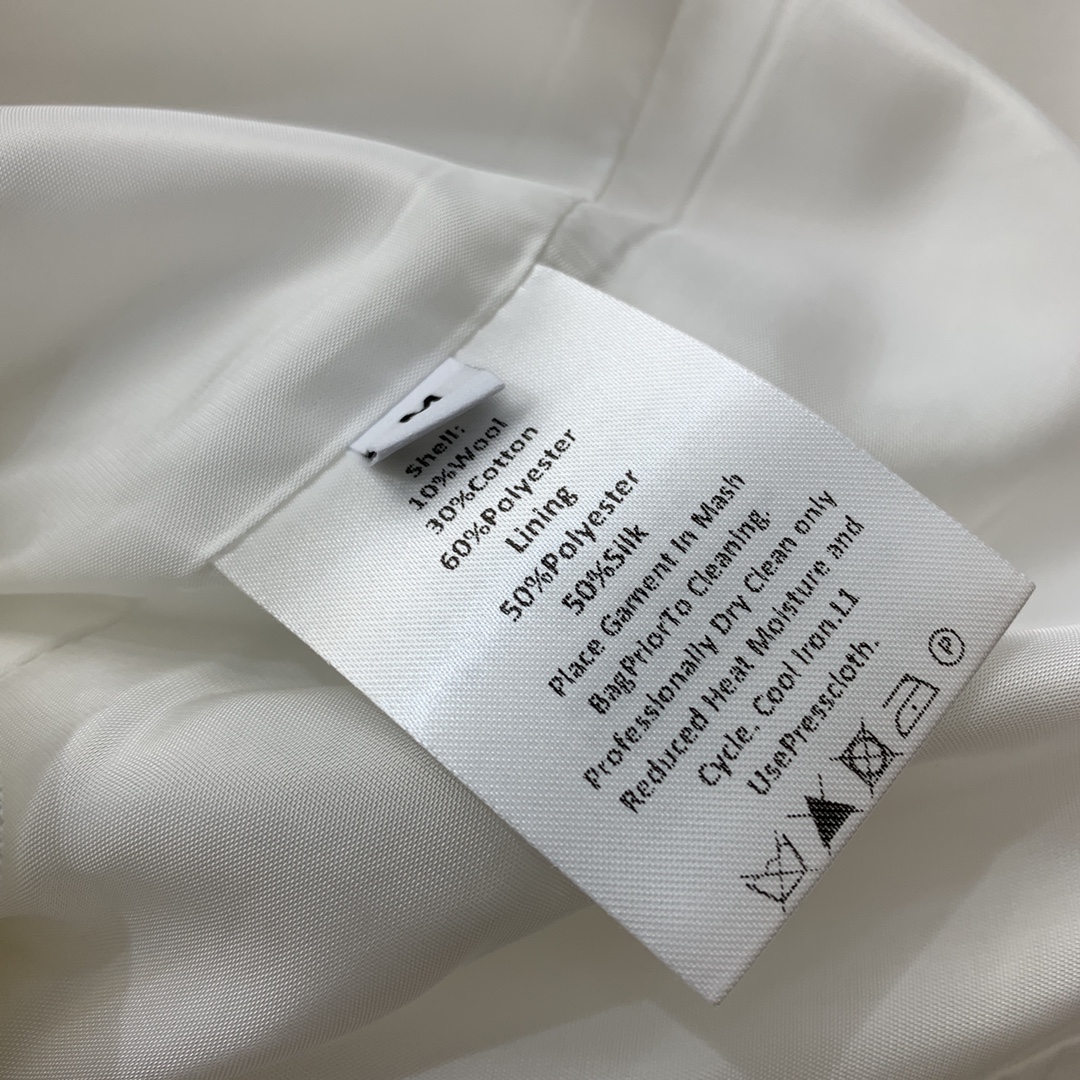 M
Shell:
10%Wool
30%Cotton
60%Polyester
Lining
50%Polyester
50%Silk
Place Garment In Mash
BagPriorTo Cleaning.
Professionally Dry Clean only
Reduced Heat Moisture and
Cycle.. Cool Iron.L1
UsePresscloth.
P